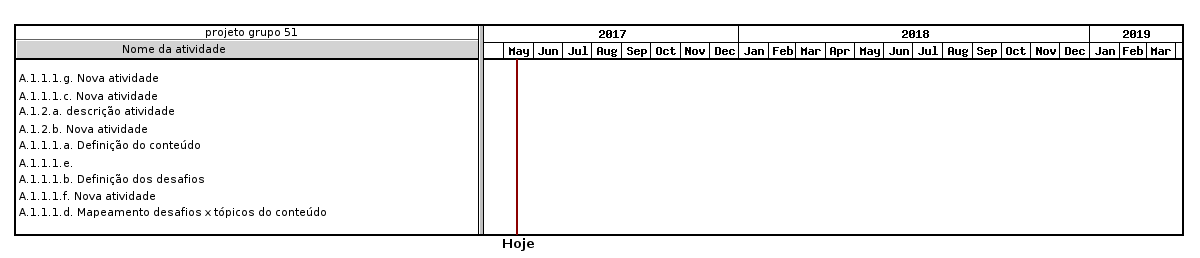 projeto grupo 51
2017 2018 2019
Nome da atividade
May Jun Jul Aug Sep Oct Nov Dec Jan Feb Mar Apr May Jun Jul Aug Sep Oct Nov Dec Jan Feb Mar
A.1.1.1.g. Nova atividade
A.1.1.1.c. Nova atividade
A.1.2.a. descrição atividade
A.1.2.b. Nova atividade
A.1.1.1.a. Definição do conteúdo
A.1.1.1.e.
A.1.1.1.b. Definição dos desafios
A.1.1.1.f. Nova atividade
A.1.1.1.d. Mapeamento desafios x tópicos do conteúdo
Hoje